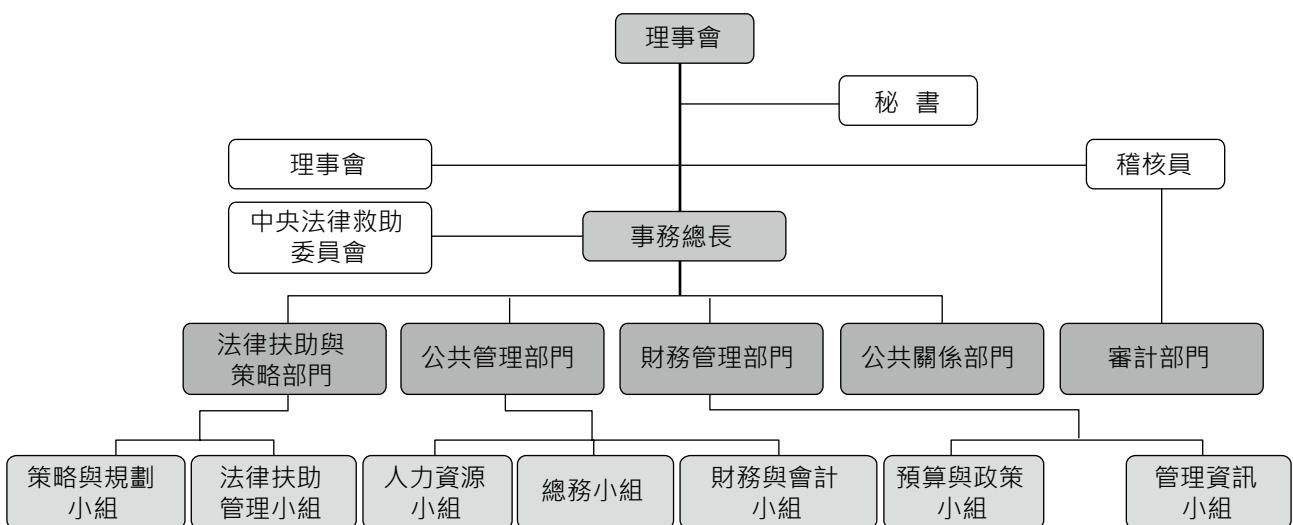 理事會
秘 書
理事會
稽核員
中央法律救助
委員會
事務總長
法律扶助與
策略部門
公共管理部門
財務管理部門
公共關係部門
審計部門
策略與規劃
小組
法律扶助
管理小組
人力資源
小組
總務小組
財務與會計
小組
預算與政策
小組
管理資訊
小組